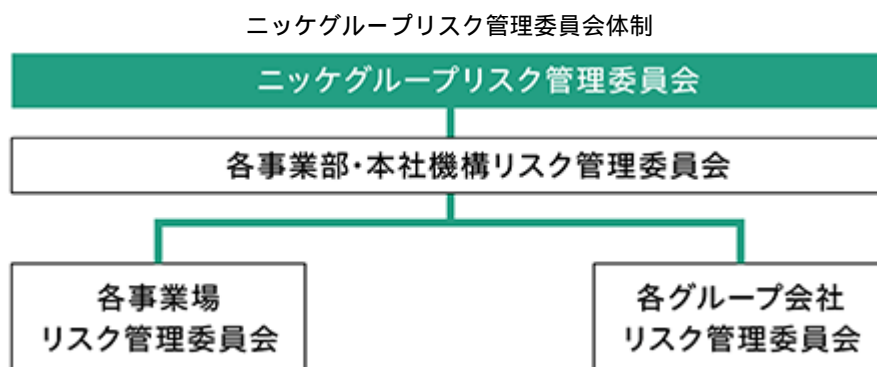 ニッケグループリスク管理委員会体制
ニッケグループリスク管理委員会
各事業部・本社機構リスク管理委員会
各事業場
リスク管理委員会
各グループ会社
リスク管理委員会